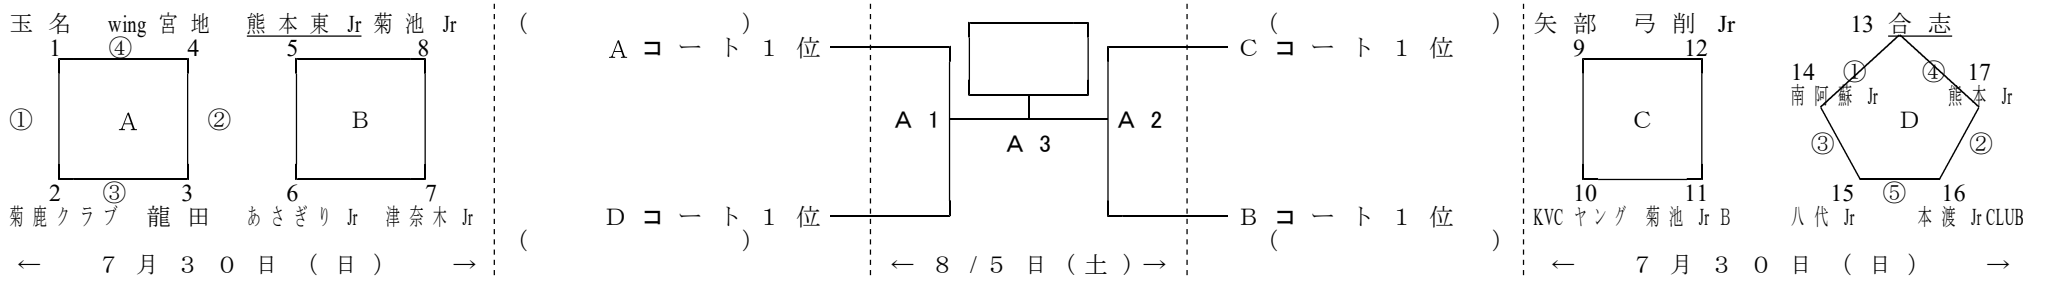 玉名 wing宮地 熊本東Jr 菊池Jr ( ) ( ) 矢部 弓削Jr 13 合志
1 ④ 4 5 8 Aコート1位 Cコート1位 9 12
14 ① ④ 17
南阿蘇Jr 熊本Jr
① A ② B A1 A2 C D
A3 ③ ②
2 ③ 3 6 7 10 11 15 ⑤ 16
菊鹿クラブ 龍田 あさぎりJr 津奈木Jr Dコート1位 Bコート1位 KVCヤング 菊池Jr B 八代Jr 本渡Jr CLUB
( ) ( )
← 7月30日(日) → ← 8/5日(土)→ ← 7月30日(日) →